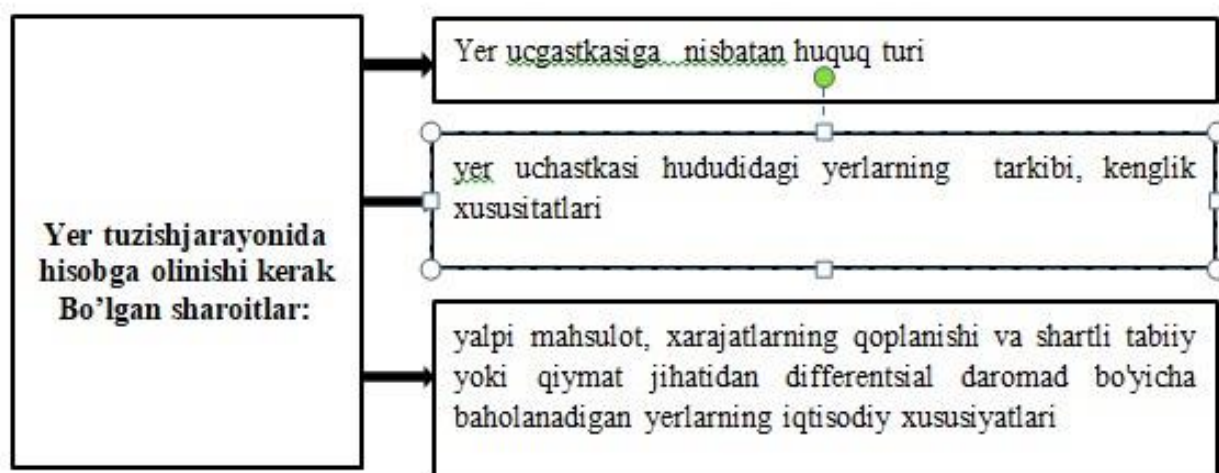 Yer tuzishjarayonida
hisobga olinishi kerak
Bo’lgan sharoitlar:
Yer ucgastkasiga nisbatan huquq turi
yer uchastkasi hududidagi yerlarning tarkibi, kenglik
xususitatlari
yalpi mahsulot, xarajatlarning qoplanishi va shartli tabiiy
yoki qiymat jihatidan differentsial daromad bo'yicha
baholanadigan yerlarning iqtisodiy xususiyatlari